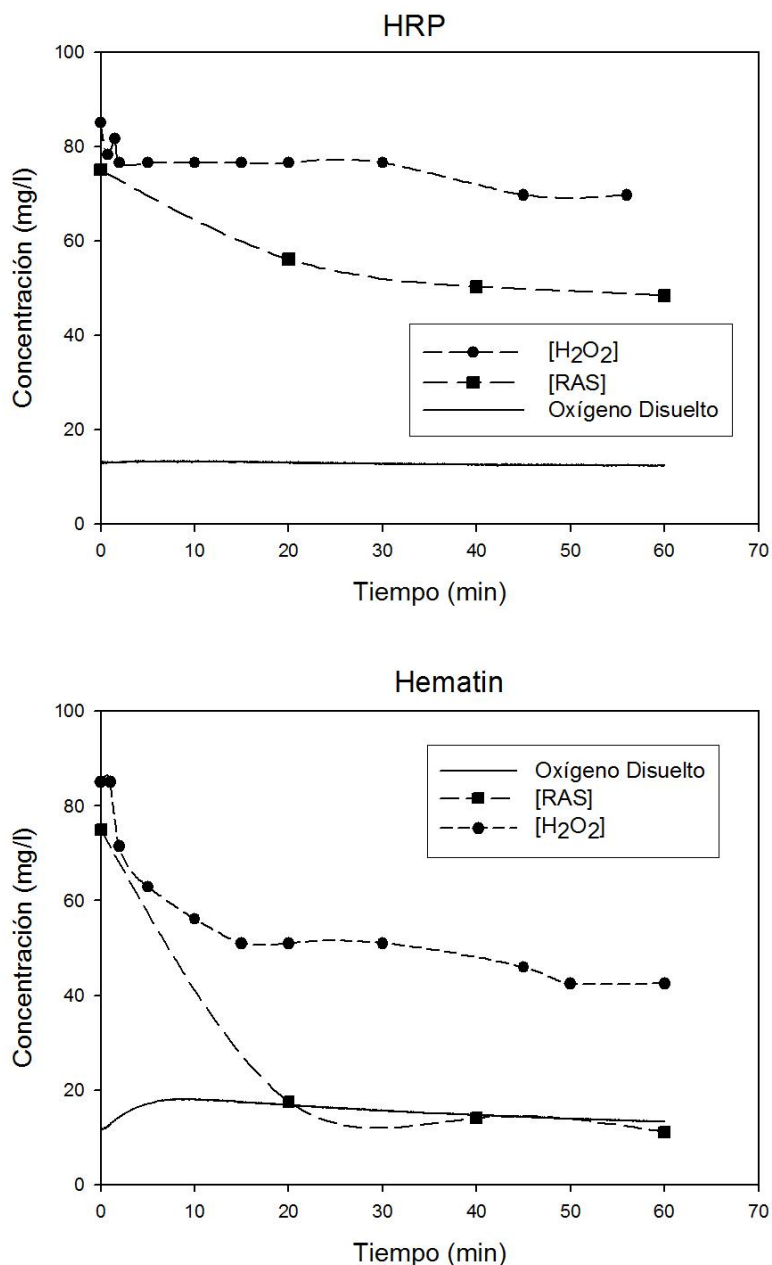 HRP
100
80
60
40
20
0
Concentración (mg/l)
[H2O2]
[RAS]
Oxígeno Disuelto
0 10 20 30 40 50 60 70
Tiempo (min)
Hematin
100
80
60
40
20
0
Concentración (mg/l)
Oxígeno Disuelto
[RAS]
[H2O2]
0 10 20 30 40 50 60 70
Tiempo (min)